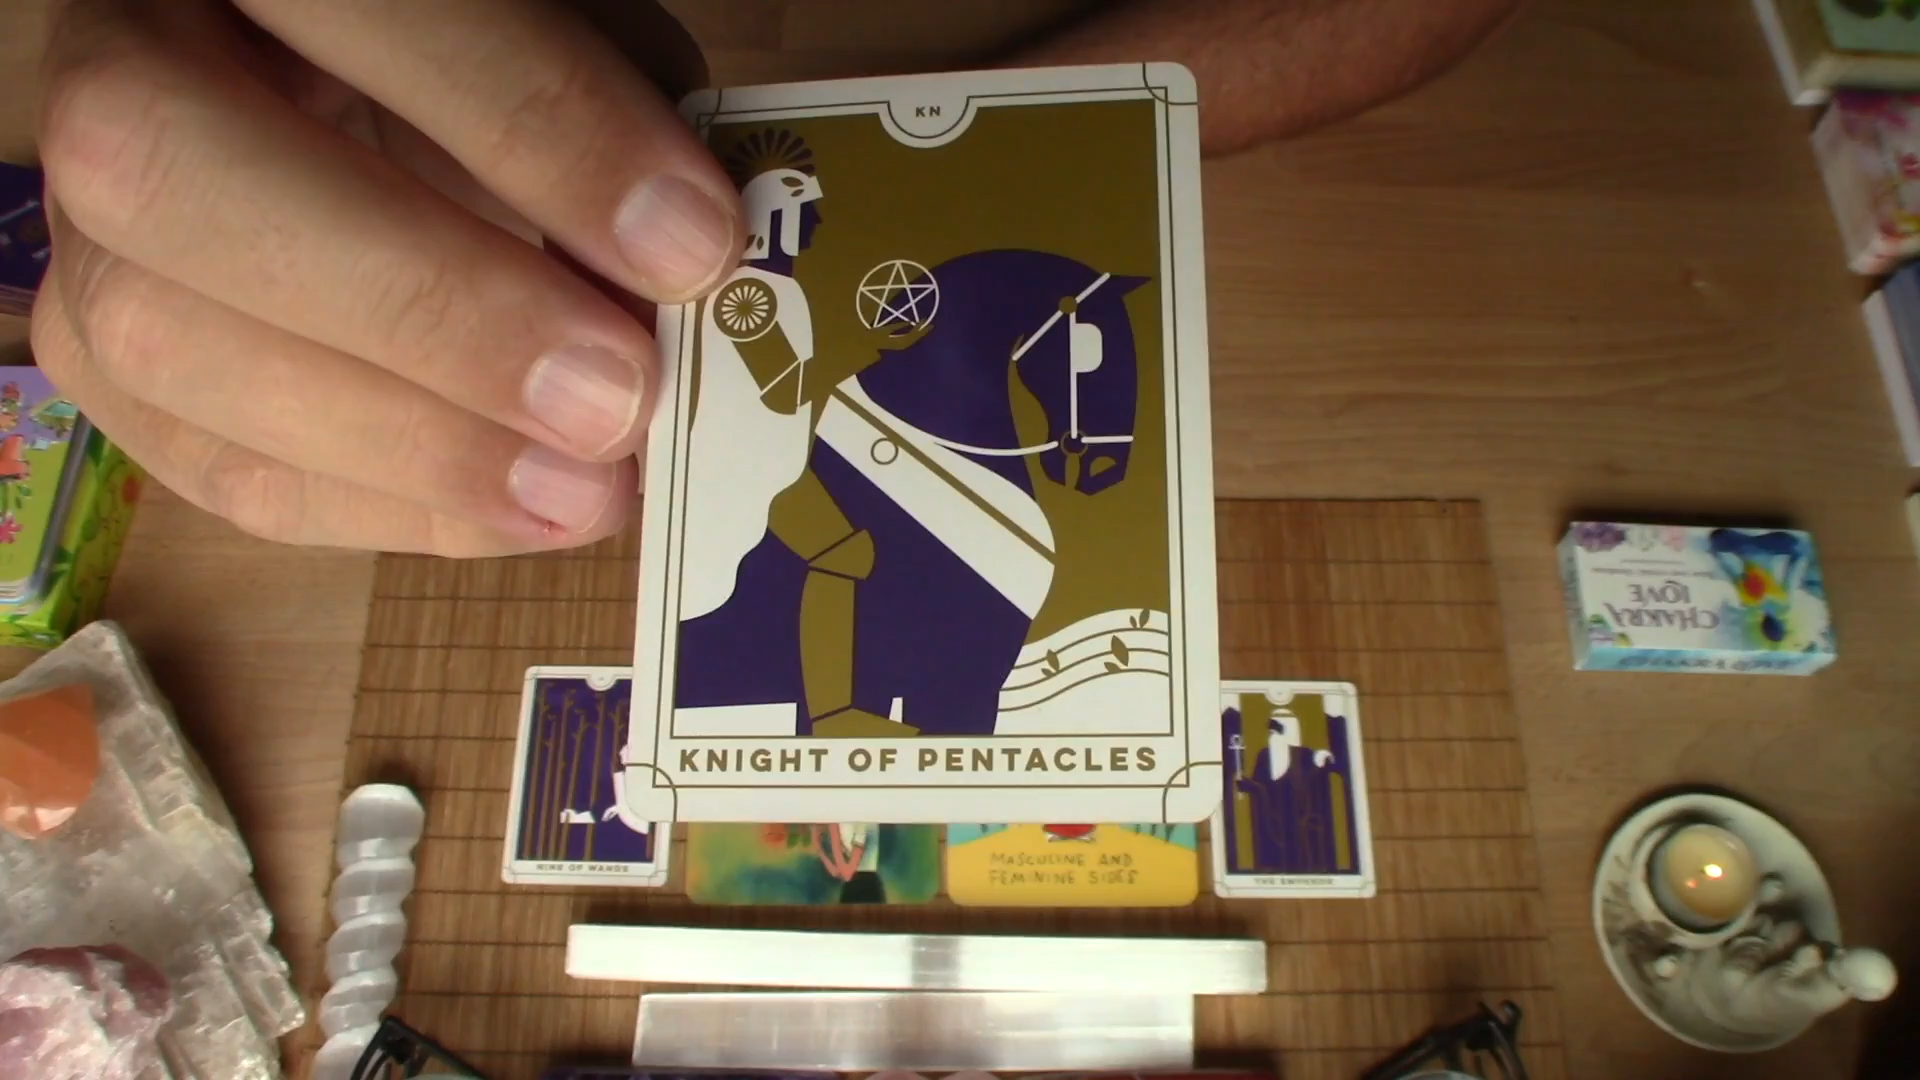 KN
KNIGHT OF PENTACLES
CHAKRA
LOVE
NINE OF WANDS
MASCULINE AND
FEMININE SIDES
THE EMPEROR